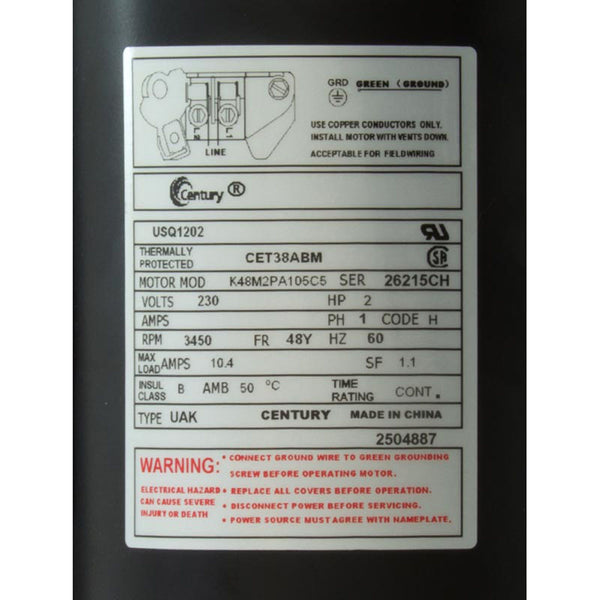 GRD GREEN (GROUND)
USE COPPER CONDUCTORS ONLY.
INSTALL MOTOR WITH VENTS DOWN.
ACCEPTABLE FOR FIELDWIRING
L2 L1
LINE
Century ®
USQ1202
THERMALLY PROTECTED CET38ABM
MOTOR MOD K48M2PA105C5 SER 26215CH
VOLTS 230 HP 2
AMPS PH 1 CODE H
RPM 3450 FR 48Y HZ 60
MAX LOAD AMPS 10.4 SF 1.1
INSUL CLASS B AMB 50 °C TIME RATING CONT.
TYPE UAK CENTURY MADE IN CHINA
2504887
WARNING:
ELECTRICAL HAZARD
CAN CAUSE SEVERE
INJURY OR DEATH
• CONNECT GROUND WIRE TO GREEN GROUNDING
SCREW BEFORE OPERATING MOTOR.
• REPLACE ALL COVERS BEFORE OPERATION.
• DISCONNECT POWER BEFORE SERVICING.
• POWER SOURCE MUST AGREE WITH NAMEPLATE.